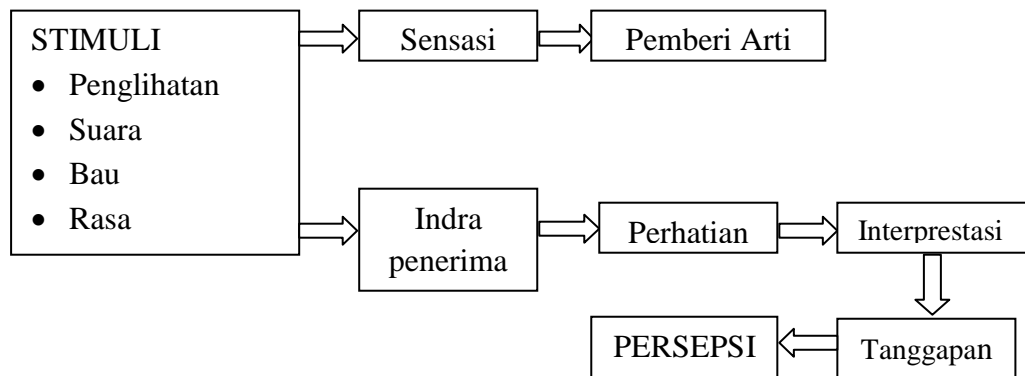 STIMULI
• Penglihatan
• Suara
• Bau
• Rasa
Sensasi
Pemberi Arti
Indra
penerima
Perhatian
Interprestasi
Tanggapan
PERSEPSI